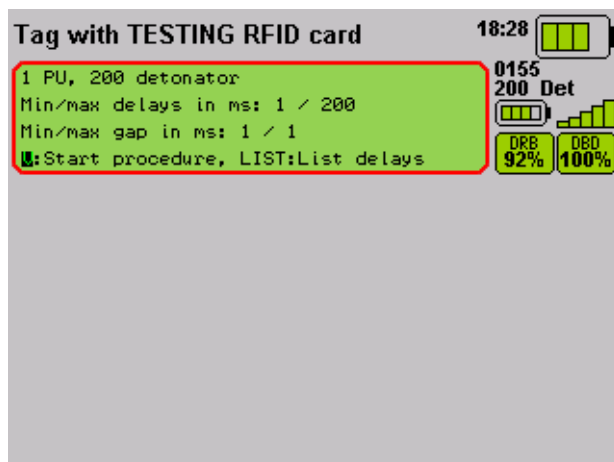 Tag with TESTING RFID card
18:28
1 PU, 200 detonator
Min/max delays in ms: 1 / 200
Min/max gap in ms: 1 / 1
U:Start procedure, LIST:List delays
0155
200 Det
DRB
92%
DBD
100%